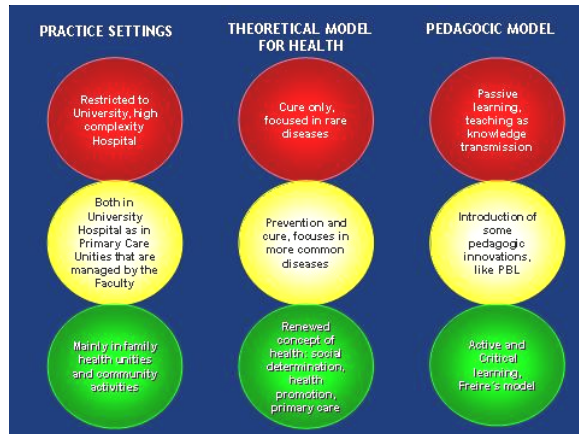 PRACTICE SETTINGS
THEORETICAL MODEL
FOR HEALTH
PEDAGOCIC MODEL
Restricted to
University, high
complexity
Hospital
Cure only,
focused in rare
diseases
Passive
learning,
teaching as
knowledge
transmission
Both in
University
Hospital as in
Primary Care
Unities that are
managed by the
Faculty
Prevention and
cure, focuses in
more common
diseases
Introduction of
some
pedagogic
innovations,
like PBL
Mainly in family
health unities
and community
activities
Renewed
concept of
health: social
determination,
health
promotion,
primary care
Active and
Critical
learning,
Freire's model